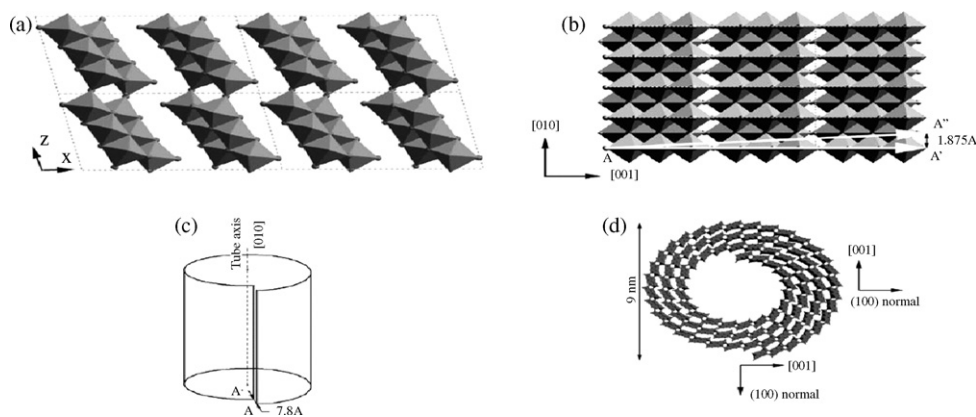 (a)
Z
X
(b)
[010]
[001]
A
A''
1.875A
A'
(c)
Tube axis
[010]
A'
A
7.8A
(d)
9 nm
[001]
(100) normal
[001]
(100) normal